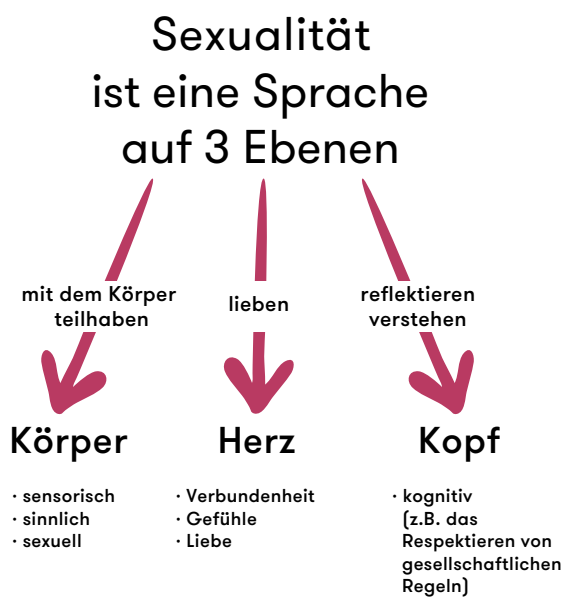 Sexualität
ist eine Sprache
auf 3 Ebenen
mit dem Körper
teilhaben
lieben
reflektieren
verstehen
Körper
· sensorisch
· sinnlich
· sexuell
Herz
· Verbundenheit
· Gefühle
· Liebe
Kopf
· kognitiv
(z.B. das
Respektieren von
gesellschaftlichen
Regeln)